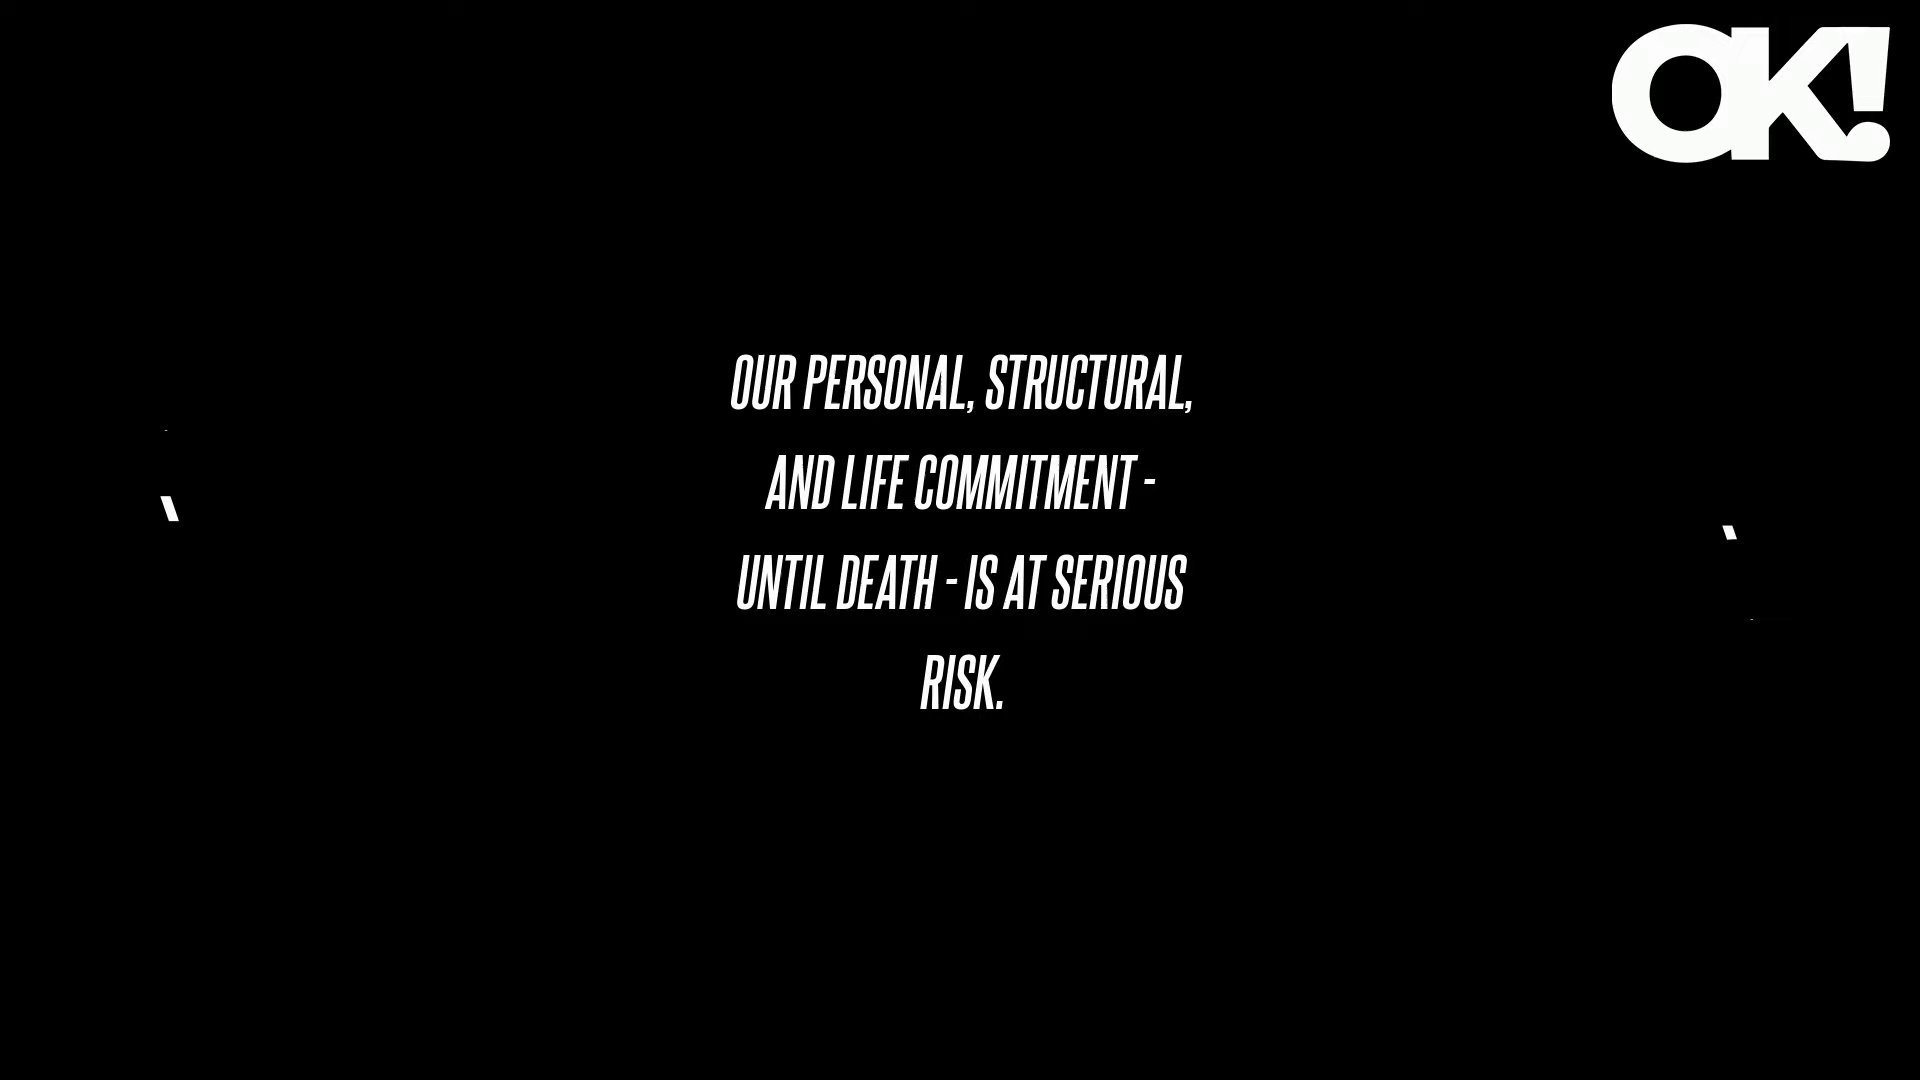 OK!
OUR PERSONAL, STRUCTURAL,
AND LIFE COMMITMENT -
UNTIL DEATH - IS AT SERIOUS
RISK.